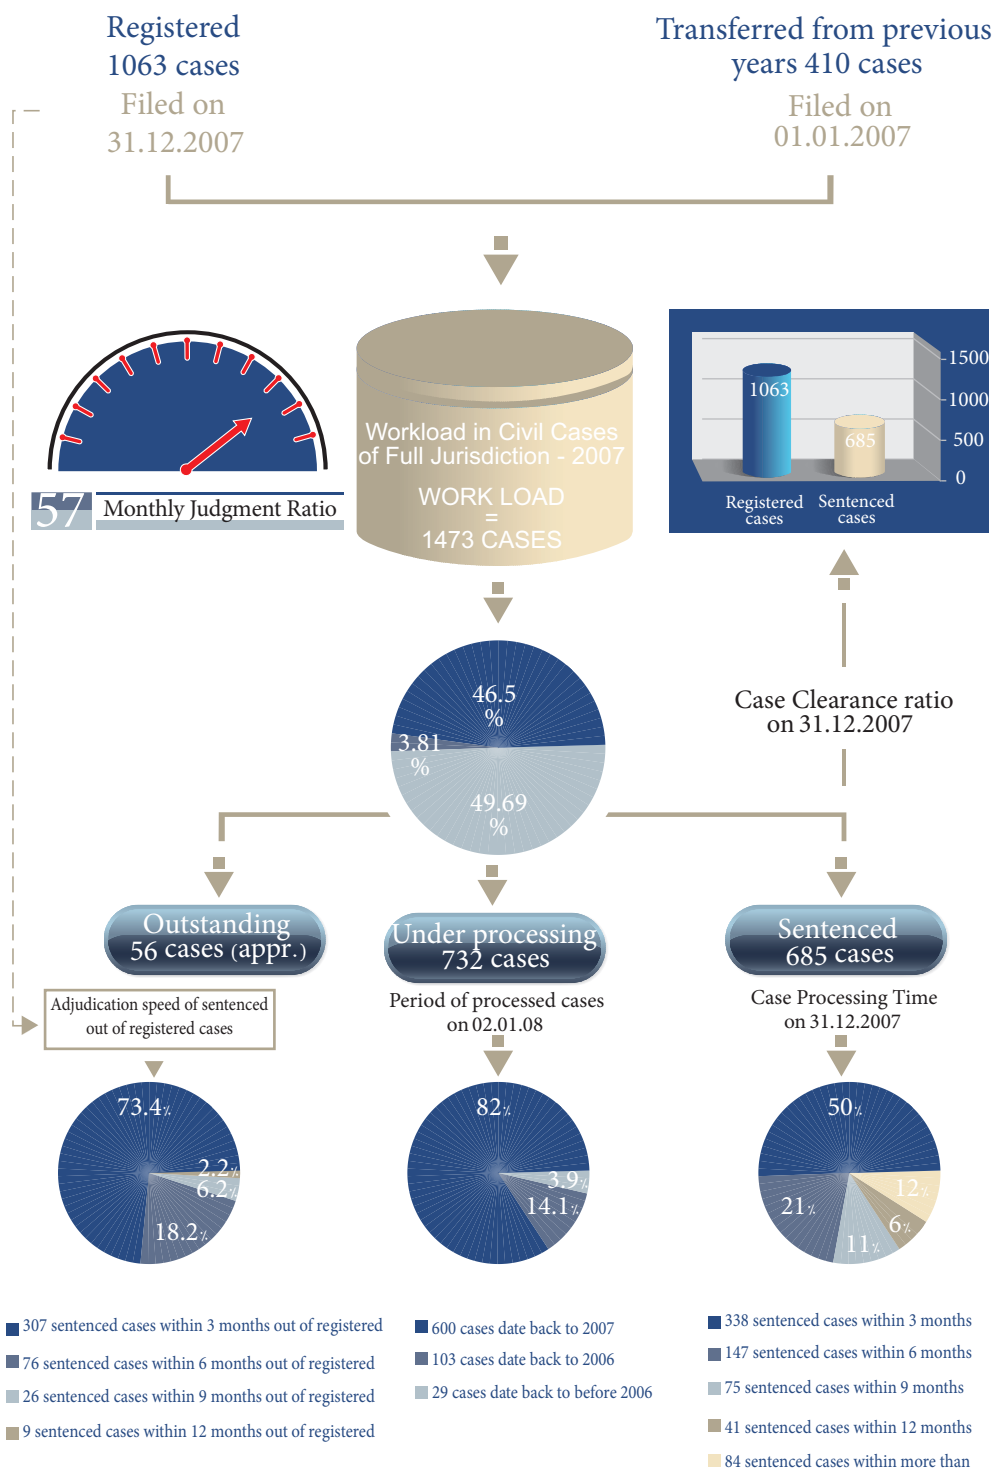 Registered
1063 cases
Filed on
31.12.2007
Transferred from previous
years 410 cases
Filed on
01.01.2007
57 Monthly Judgment Ratio
Workload in Civil Cases
of Full Jurisdiction - 2007
WORK LOAD
=
1473 CASES
1500
1000
500
0
1063
685
Registered
cases
Sentenced
cases
46.5
%
3.81
%
49.69
%
Case Clearance ratio
on 31.12.2007
Outstanding
56 cases (appr.)
Under processing
732 cases
Sentenced
685 cases
Adjudication speed of sentenced
out of registered cases
Period of processed cases
on 02.01.08
Case Processing Time
on 31.12.2007
73.4%
2.2%
6.2%
18.2%
82%
3.9%
14.1%
50%
12%
6%
11%
21%
307 sentenced cases within 3 months out of registered
76 sentenced cases within 6 months out of registered
26 sentenced cases within 9 months out of registered
9 sentenced cases within 12 months out of registered
600 cases date back to 2007
103 cases date back to 2006
29 cases date back to before 2006
338 sentenced cases within 3 months
147 sentenced cases within 6 months
75 sentenced cases within 9 months
41 sentenced cases within 12 months
84 sentenced cases within more than